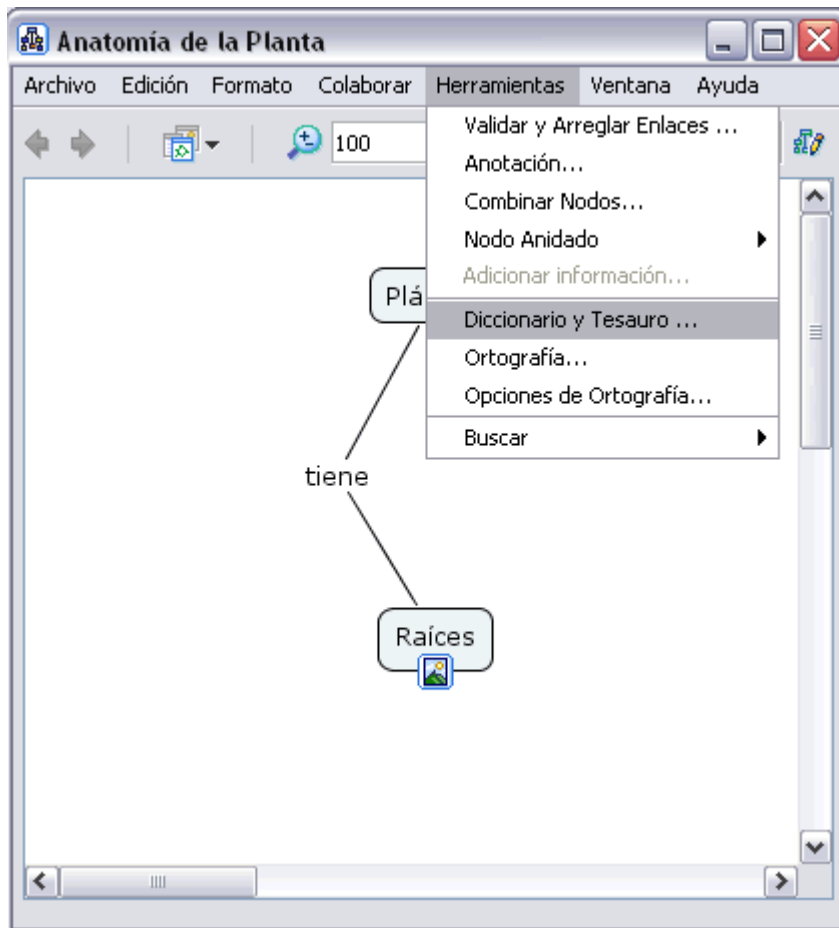 Anatomía de la Planta
Archivo Edición Formato Colaborar Herramientas Ventana Ayuda
100
Validar y Arreglar Enlaces ...
Anotación...
Combinar Nodos...
Nodo Anidado
Adicionar información...
Diccionario y Tesauro ...
Ortografía...
Opciones de Ortografía...
Buscar
Plá
tiene
Raíces